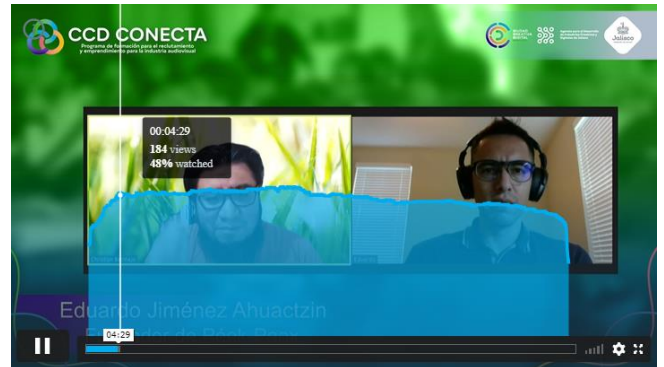 CCD CONECTA
Programa de formación para el reclutamiento
y emprendimiento para la industria audiovisual
Jalisco
00:04:29
184 views
48% watched
Eduardo Jiménez Ahuactzin
04:29